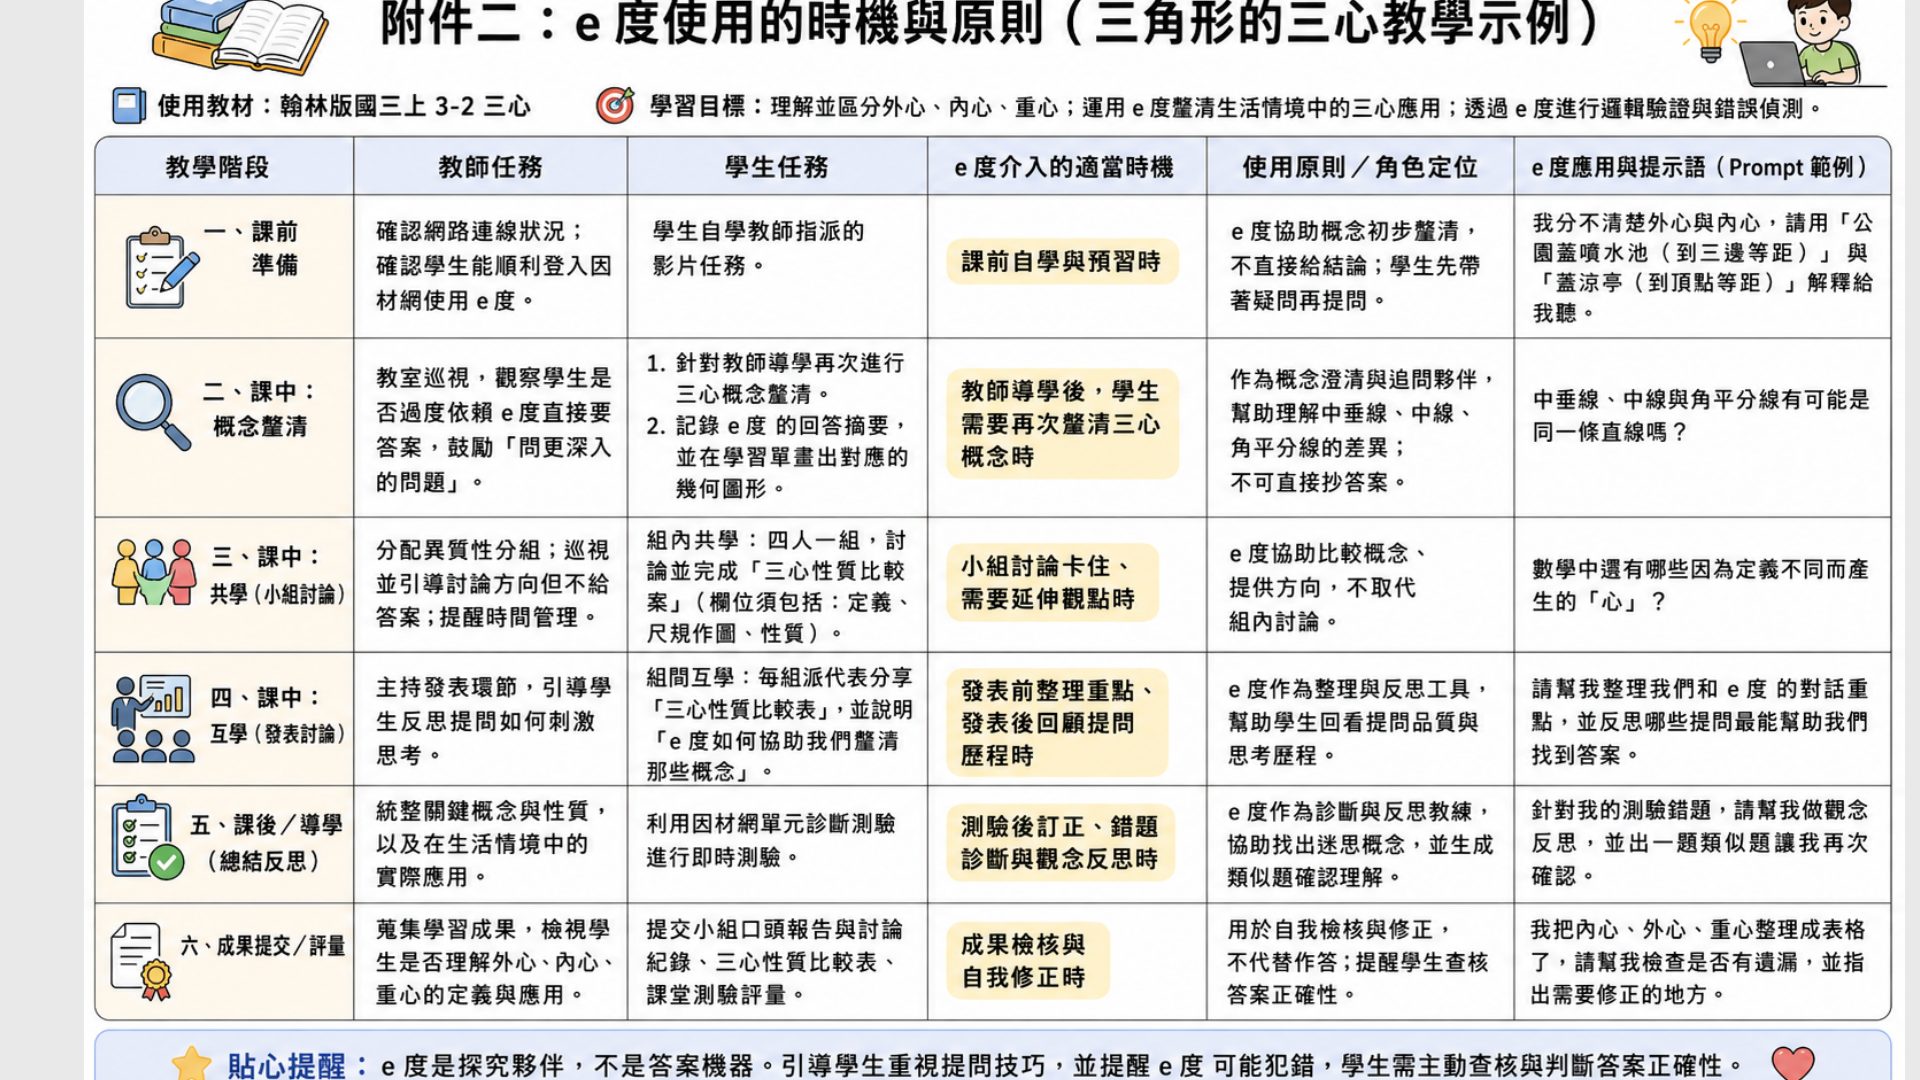 附件二：e 度使用的時機與原則（三角形的三心教學示例）
使用教材：翰林版國三上 3-2 三心
學習目標：理解並區分外心、內心、重心；運用 e 度釐清生活情境中的三心應用；透過 e 度進行邏輯驗證與錯誤偵測。
教學階段
教師任務
學生任務
e 度介入的適當時機
使用原則／角色定位
e 度應用與提示語（Prompt 範例）
一、課前
準備
確認網路連線狀況；
確認學生能順利登入因
材網使用 e 度。
學生自學教師指派的
影片任務。
課前自學與預習時
e 度協助概念初步釐清，
不直接給結論；學生先帶
著疑問再提問。
我分不清楚外心與內心，請用「公
園蓋噴水池（到三邊等距）」與
「蓋涼亭（到頂點等距）」解釋給
我聽。
二、課中：
概念釐清
教室巡視，觀察學生是
否過度依賴 e 度直接要
答案，鼓勵「問更深入
的問題」。
1. 針對教師導學再次進行
三心概念釐清。
2. 記錄 e 度 的回答摘要，
並在學習單畫出對應的
幾何圖形。
教師導學後，學生
需要再次釐清三心
概念時
作為概念澄清與追問夥伴，
幫助理解中垂線、中線、
角平分線的差異；
不可直接抄答案。
中垂線、中線與角平分線有可能是
同一條直線嗎？
三、課中：
共學（小組討論）
分配異質性分組；巡視
並引導討論方向但不給
答案；提醒時間管理。
組內共學：四人一組，討
論並完成「三心性質比較
案」（欄位須包括：定義、
尺規作圖、性質）。
小組討論卡住、
需要延伸觀點時
e 度協助比較概念、
提供方向，不取代
組內討論。
數學中還有哪些因為定義不同而產
生的「心」？
四、課中：
互學（發表討論）
主持發表環節，引導學
生反思提問如何刺激
思考。
組間互學：每組派代表分享
「三心性質比較表」，並說明
「e 度如何協助我們釐清
那些概念」。
發表前整理重點、
發表後回顧提問
歷程時
e 度作為整理與反思工具，
幫助學生回看提問品質與
思考歷程。
請幫我整理我們和 e 度 的對話重
點，並反思哪些提問最能幫助我們
找到答案。
五、課後／導學
（總結反思）
統整關鍵概念與性質，
以及在生活情境中的
實際應用。
利用因材網單元診斷測驗
進行即時測驗。
測驗後訂正、錯題
診斷與觀念反思時
e 度作為診斷與反思教練，
協助找出迷思概念，並生成
類似題確認理解。
針對我的測驗錯題，請幫我做觀念
反思，並出一題類似題讓我再次
確認。
六、成果提交／評量
蒐集學習成果，檢視學
生是否理解外心、內心、
重心的定義與應用。
提交小組口頭報告與討論
紀錄、三心性質比較表、
課堂測驗評量。
成果檢核與
自我修正時
用於自我檢核與修正，
不代替作答；提醒學生查核
答案正確性。
我把內心、外心、重心整理成表格
了，請幫我檢查是否有遺漏，並指
出需要修正的地方。
貼心提醒：e 度是探究夥伴，不是答案機器。引導學生重視提問技巧，並提醒 e 度 可能犯錯，學生需主動查核與判斷答案正確性。